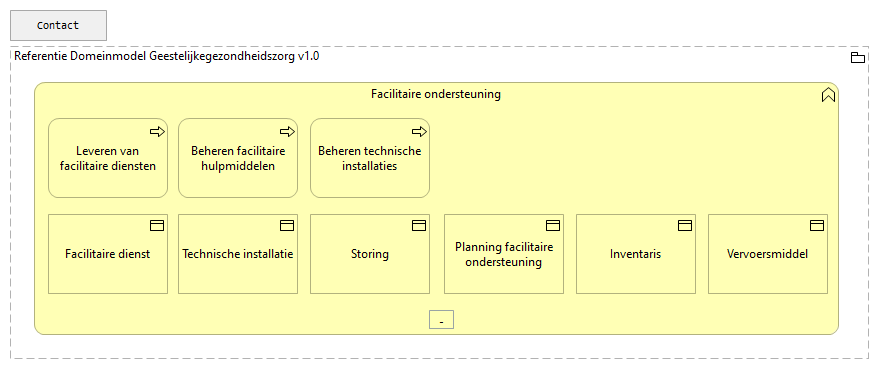 Contact
Referentie Domeinmodel Geestelijkegezondheidszorg v1.0
Facilitaire ondersteuning
Leveren van
facilitaire diensten
Beheren facilitaire
hulpmiddelen
Beheren technische
installaties
Facilitaire dienst
Technische installatie
Storing
Planning facilitaire
ondersteuning
Inventaris
Vervoersmiddel
-